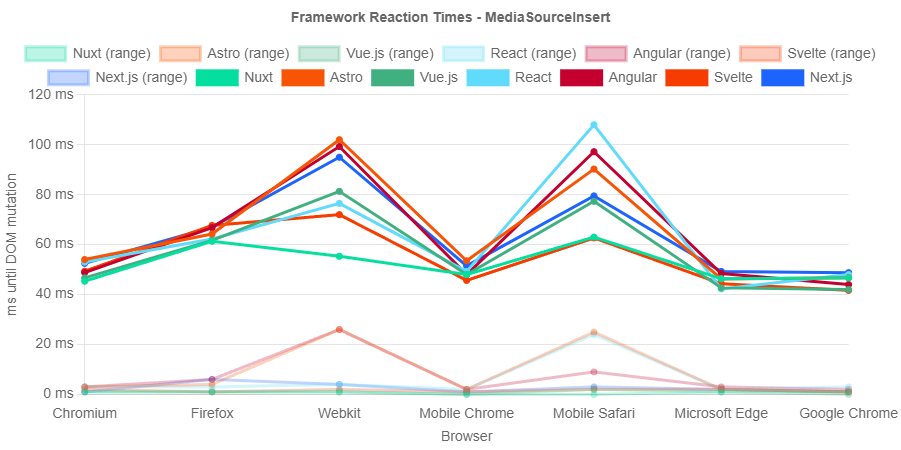 Framework Reaction Times - MediaSourceInsert
Nuxt (range) Astro (range) Vue.js (range) React (range) Angular (range) Svelte (range)
Next.js (range) Nuxt Astro Vue.js React Angular Svelte Next.js
120 ms
100 ms
80 ms
60 ms
40 ms
20 ms
0 ms
ms until DOM mutation
Chromium Firefox Webkit Mobile Chrome Mobile Safari Microsoft Edge Google Chrome
Browser